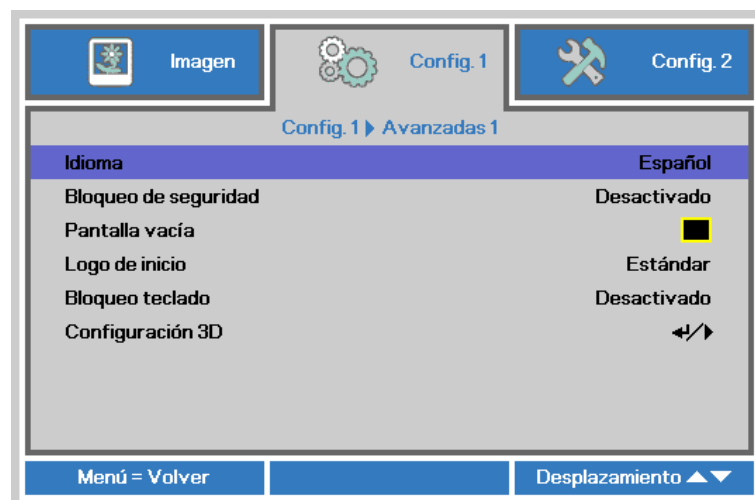 Imagen Config. 1 Config. 2
Config. 1 Avanzadas 1
Idioma Español
Bloqueo de seguridad Desactivado
Pantalla vacía
Logo de inicio Estándar
Bloqueo teclado Desactivado
Configuración 3D
Menú = Volver Desplazamiento